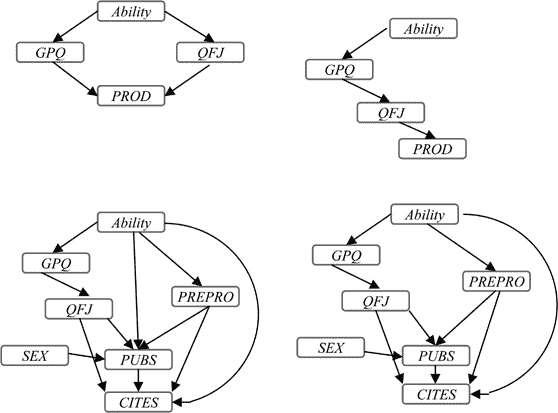 Ability
GPQ
QFJ
PROD
Ability
GPQ
QFJ
PROD
Ability
GPQ
PREPRO
QFJ
SEX
PUBS
CITES
Ability
GPQ
PREPRO
QFJ
SEX
PUBS
CITES